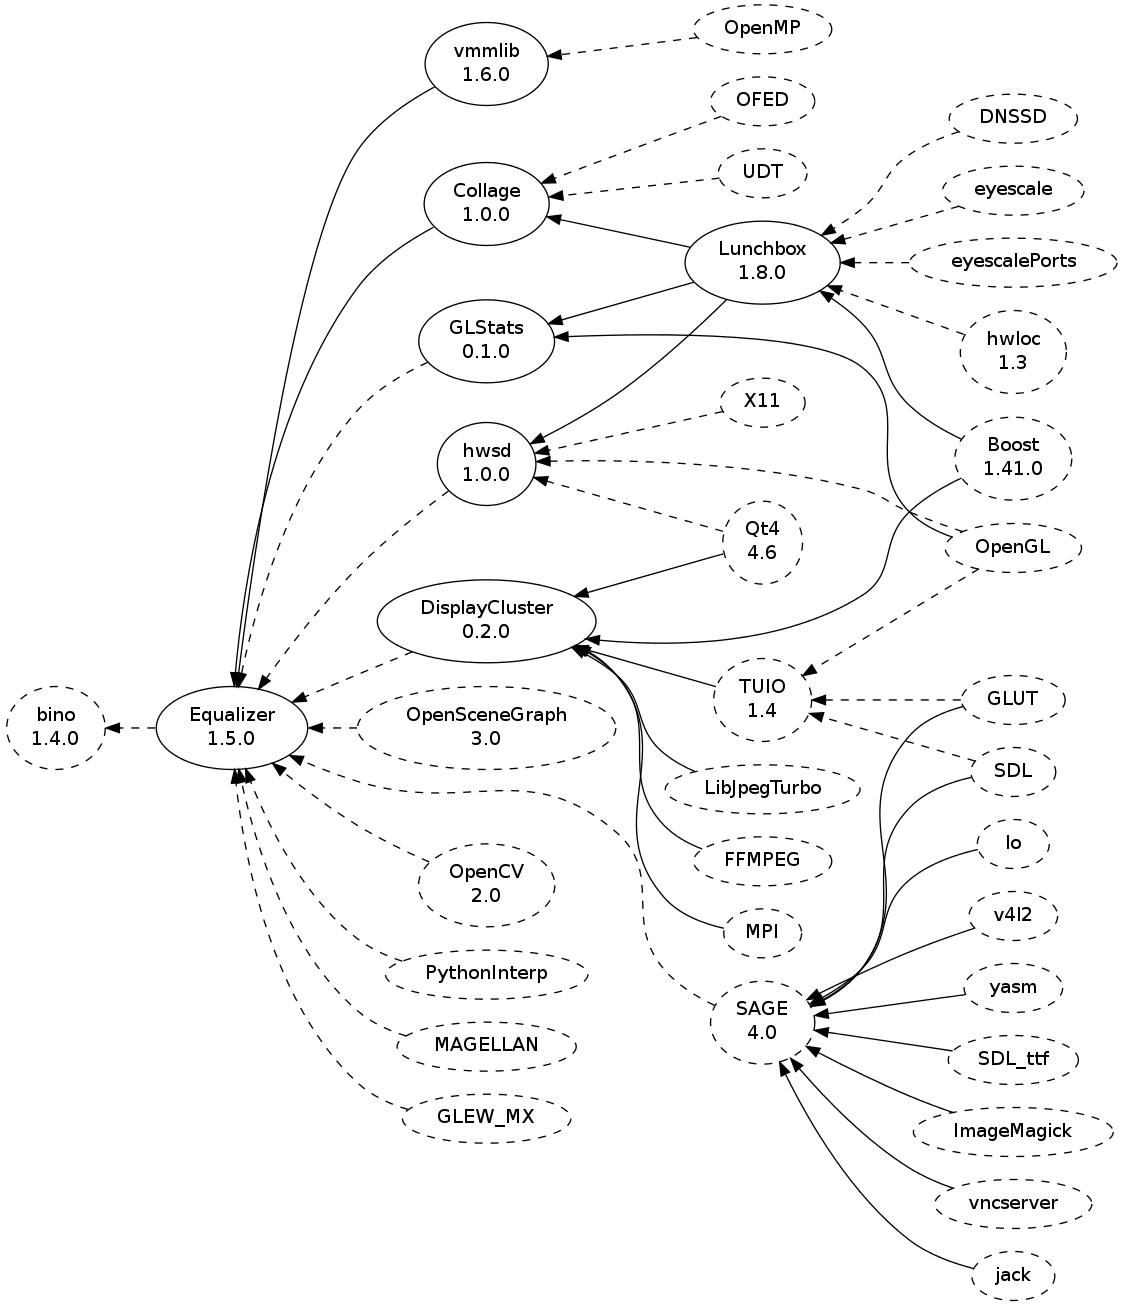 vmmlib
1.6.0
OpenMP
OFED
UDT
DNSSD
eyescale
eyescalePorts
Collage
1.0.0
Lunchbox
1.8.0
GLStats
0.1.0
hwloc
1.3
X11
hwsd
1.0.0
Boost
1.41.0
Qt4
4.6
OpenGL
DisplayCluster
0.2.0
TUIO
1.4
GLUT
bino
1.4.0
Equalizer
1.5.0
OpenSceneGraph
3.0
LibJpegTurbo
SDL
FFMPEG
lo
OpenCV
2.0
MPI
v4l2
PythonInterp
SAGE
4.0
yasm
MAGELLAN
SDL_ttf
GLEW_MX
ImageMagick
vncserver
jack